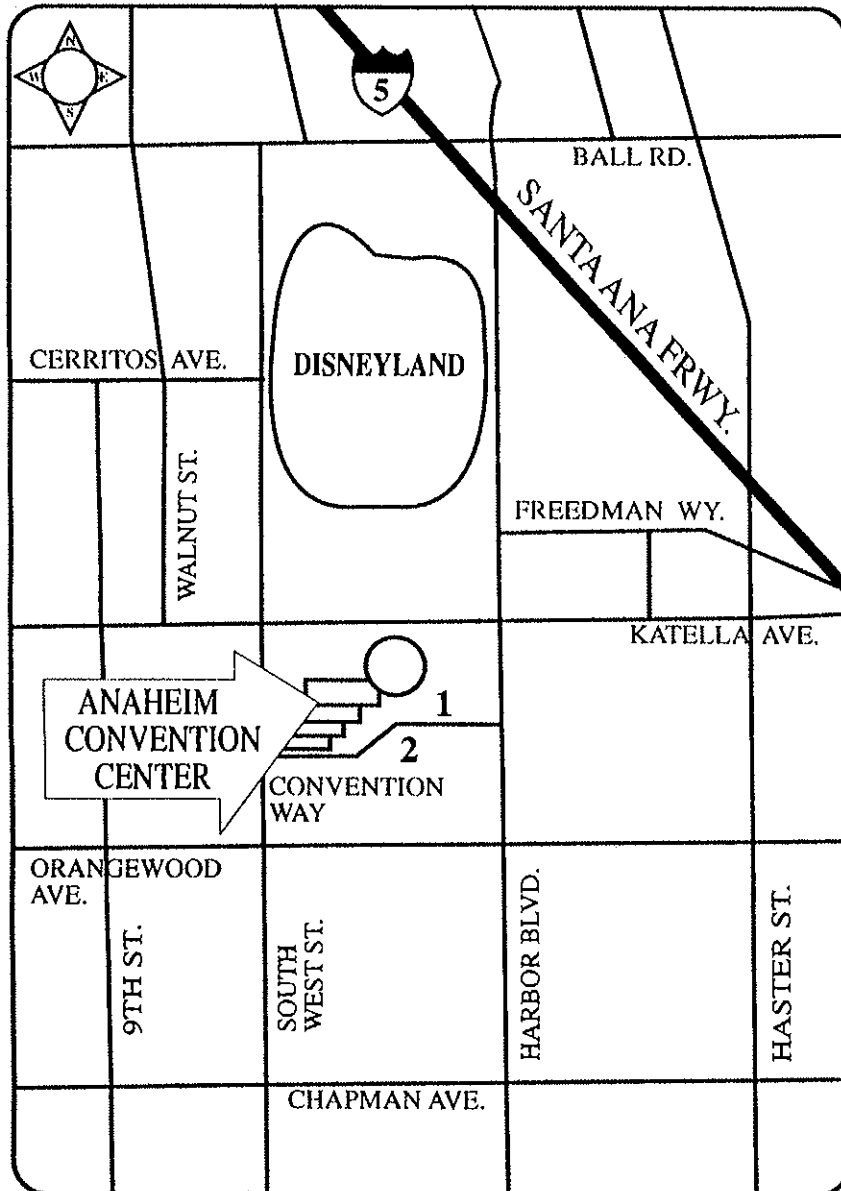 N
W E
S
5
BALL RD.
SANTA ANA FRWY.
CERRITOS AVE.
DISNEYLAND
WALNUT ST.
FREEDMAN WY.
KATELLA AVE.
ANAHEIM
CONVENTION
CENTER
1
2
CONVENTION
WAY
ORANGEWOOD
AVE.
9TH ST.
SOUTH
WEST ST.
HARBOR BLVD.
HASTER ST.
CHAPMAN AVE.